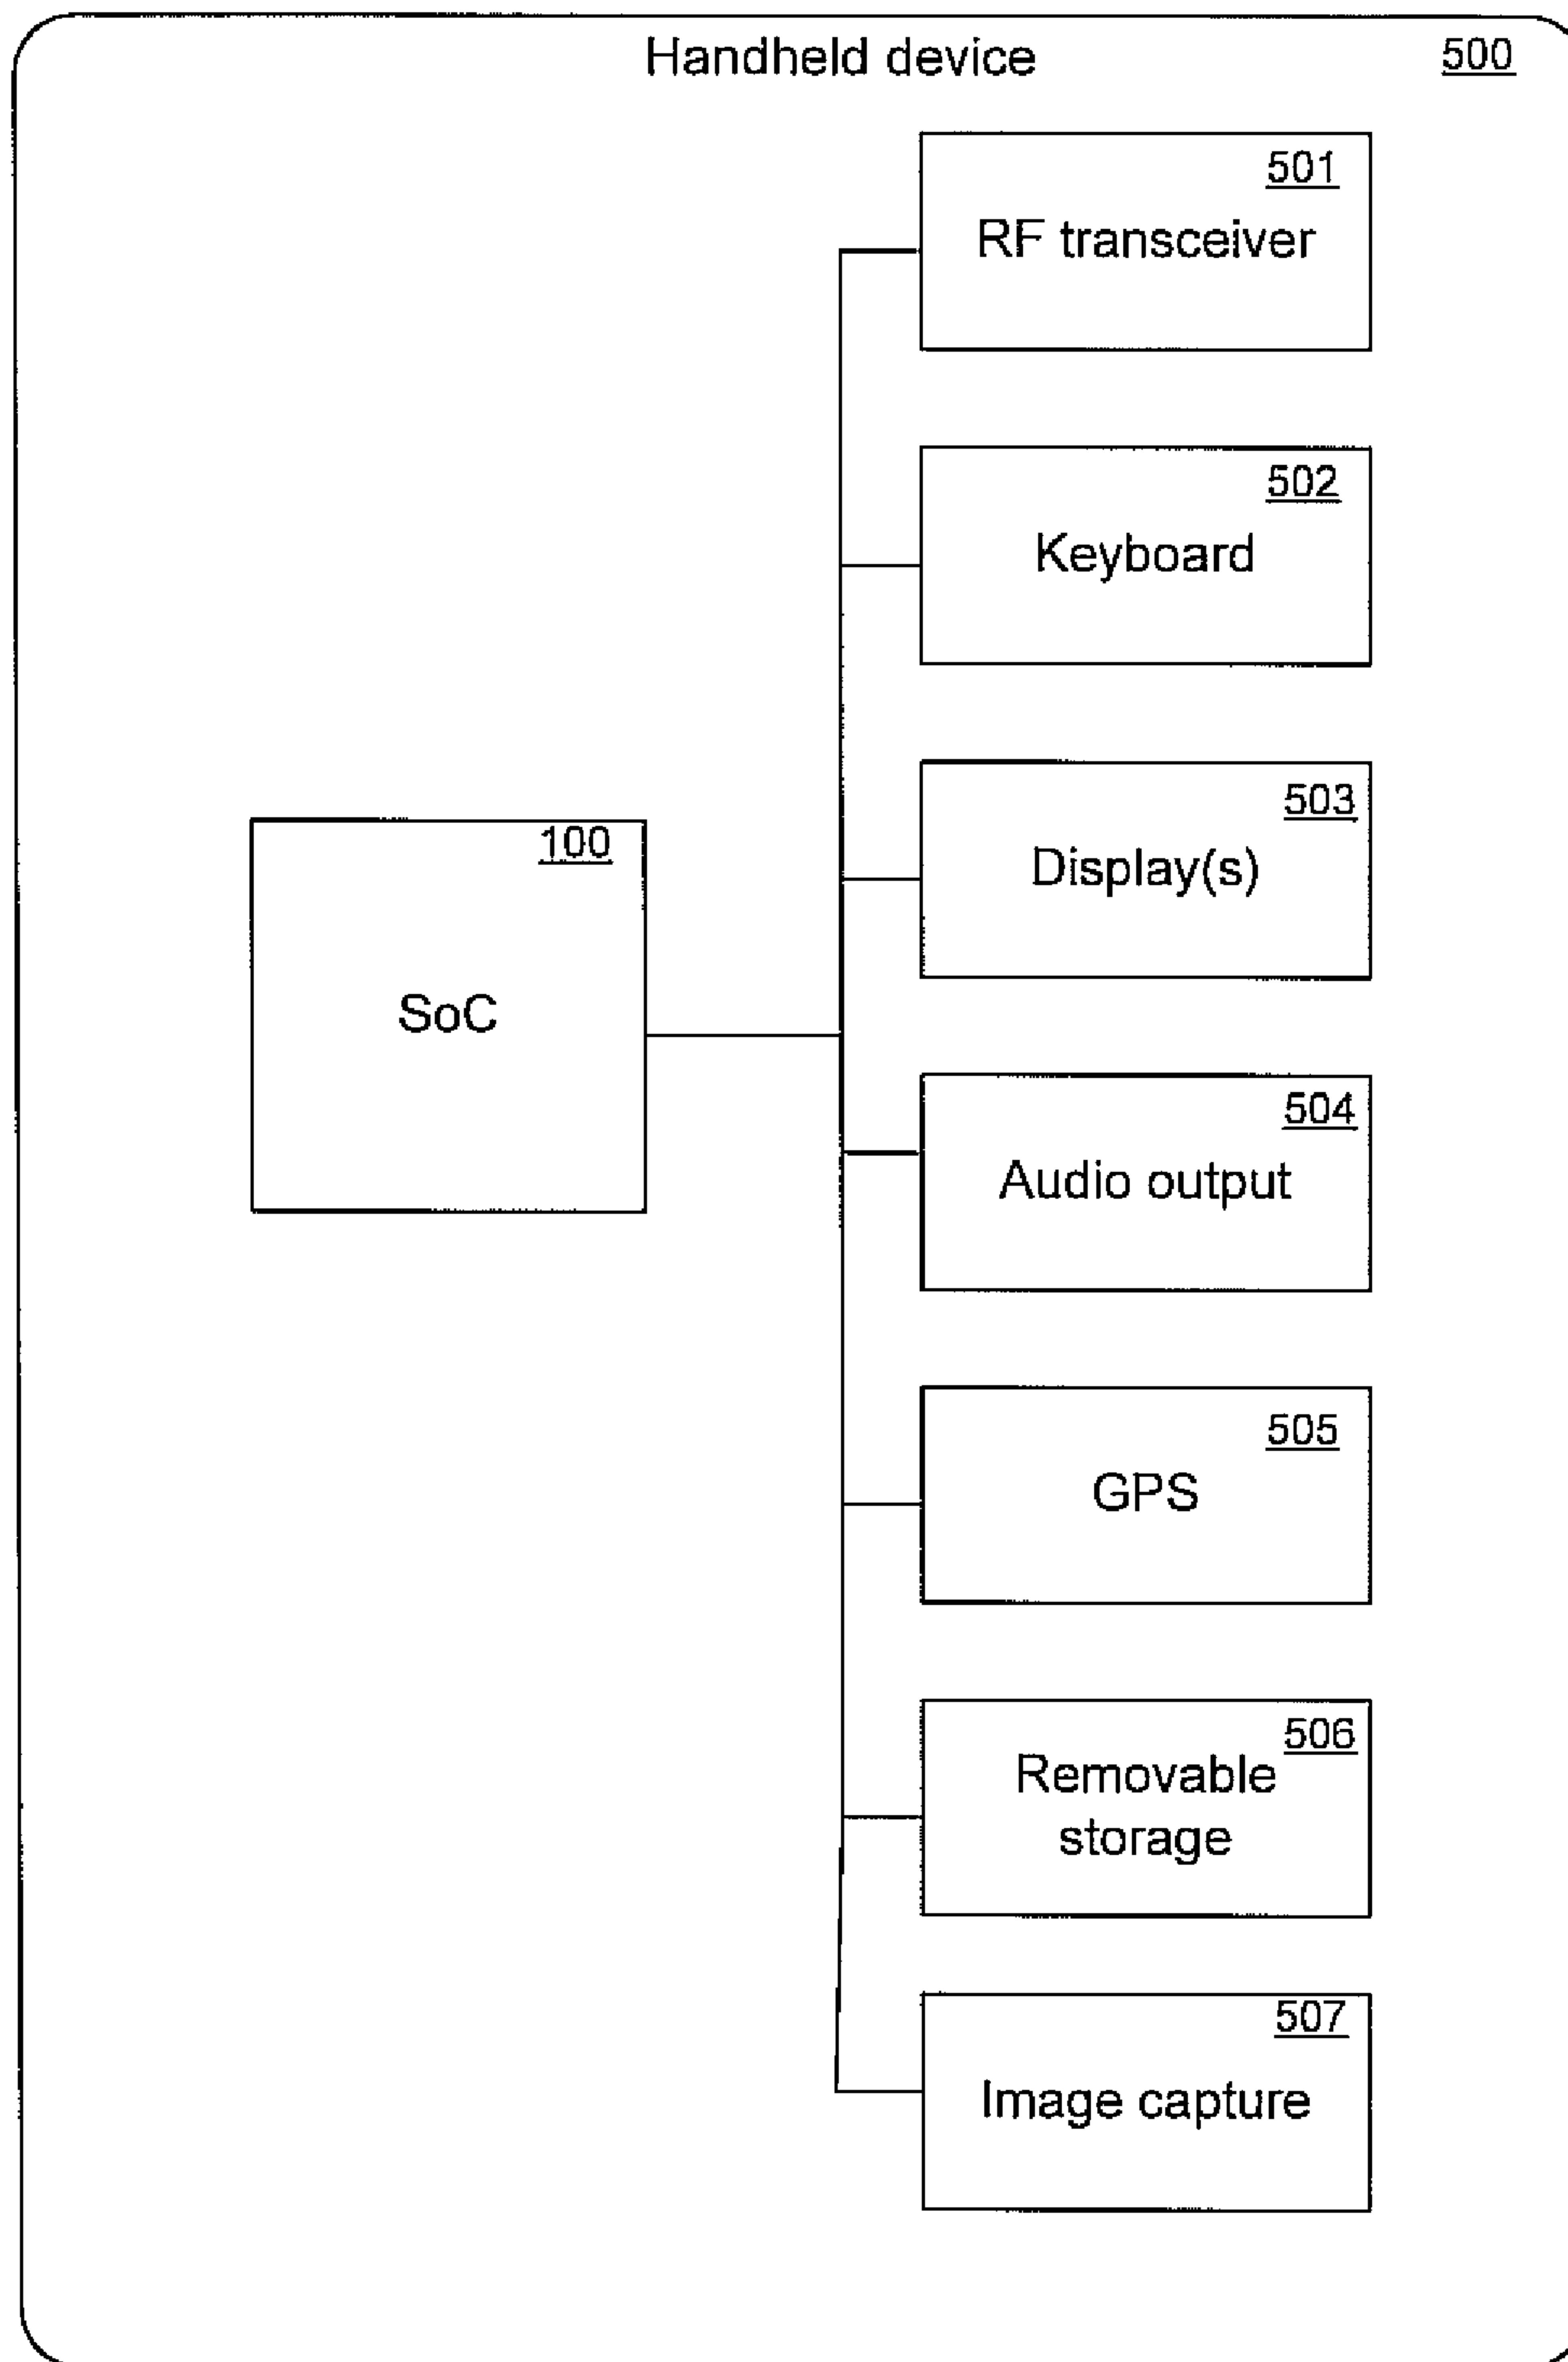 Handheld device
500
501
RF transceiver
502
Keyboard
503
Display(s)
100
SoC
504
Audio output
505
GPS
506
Removable
storage
507
Image capture